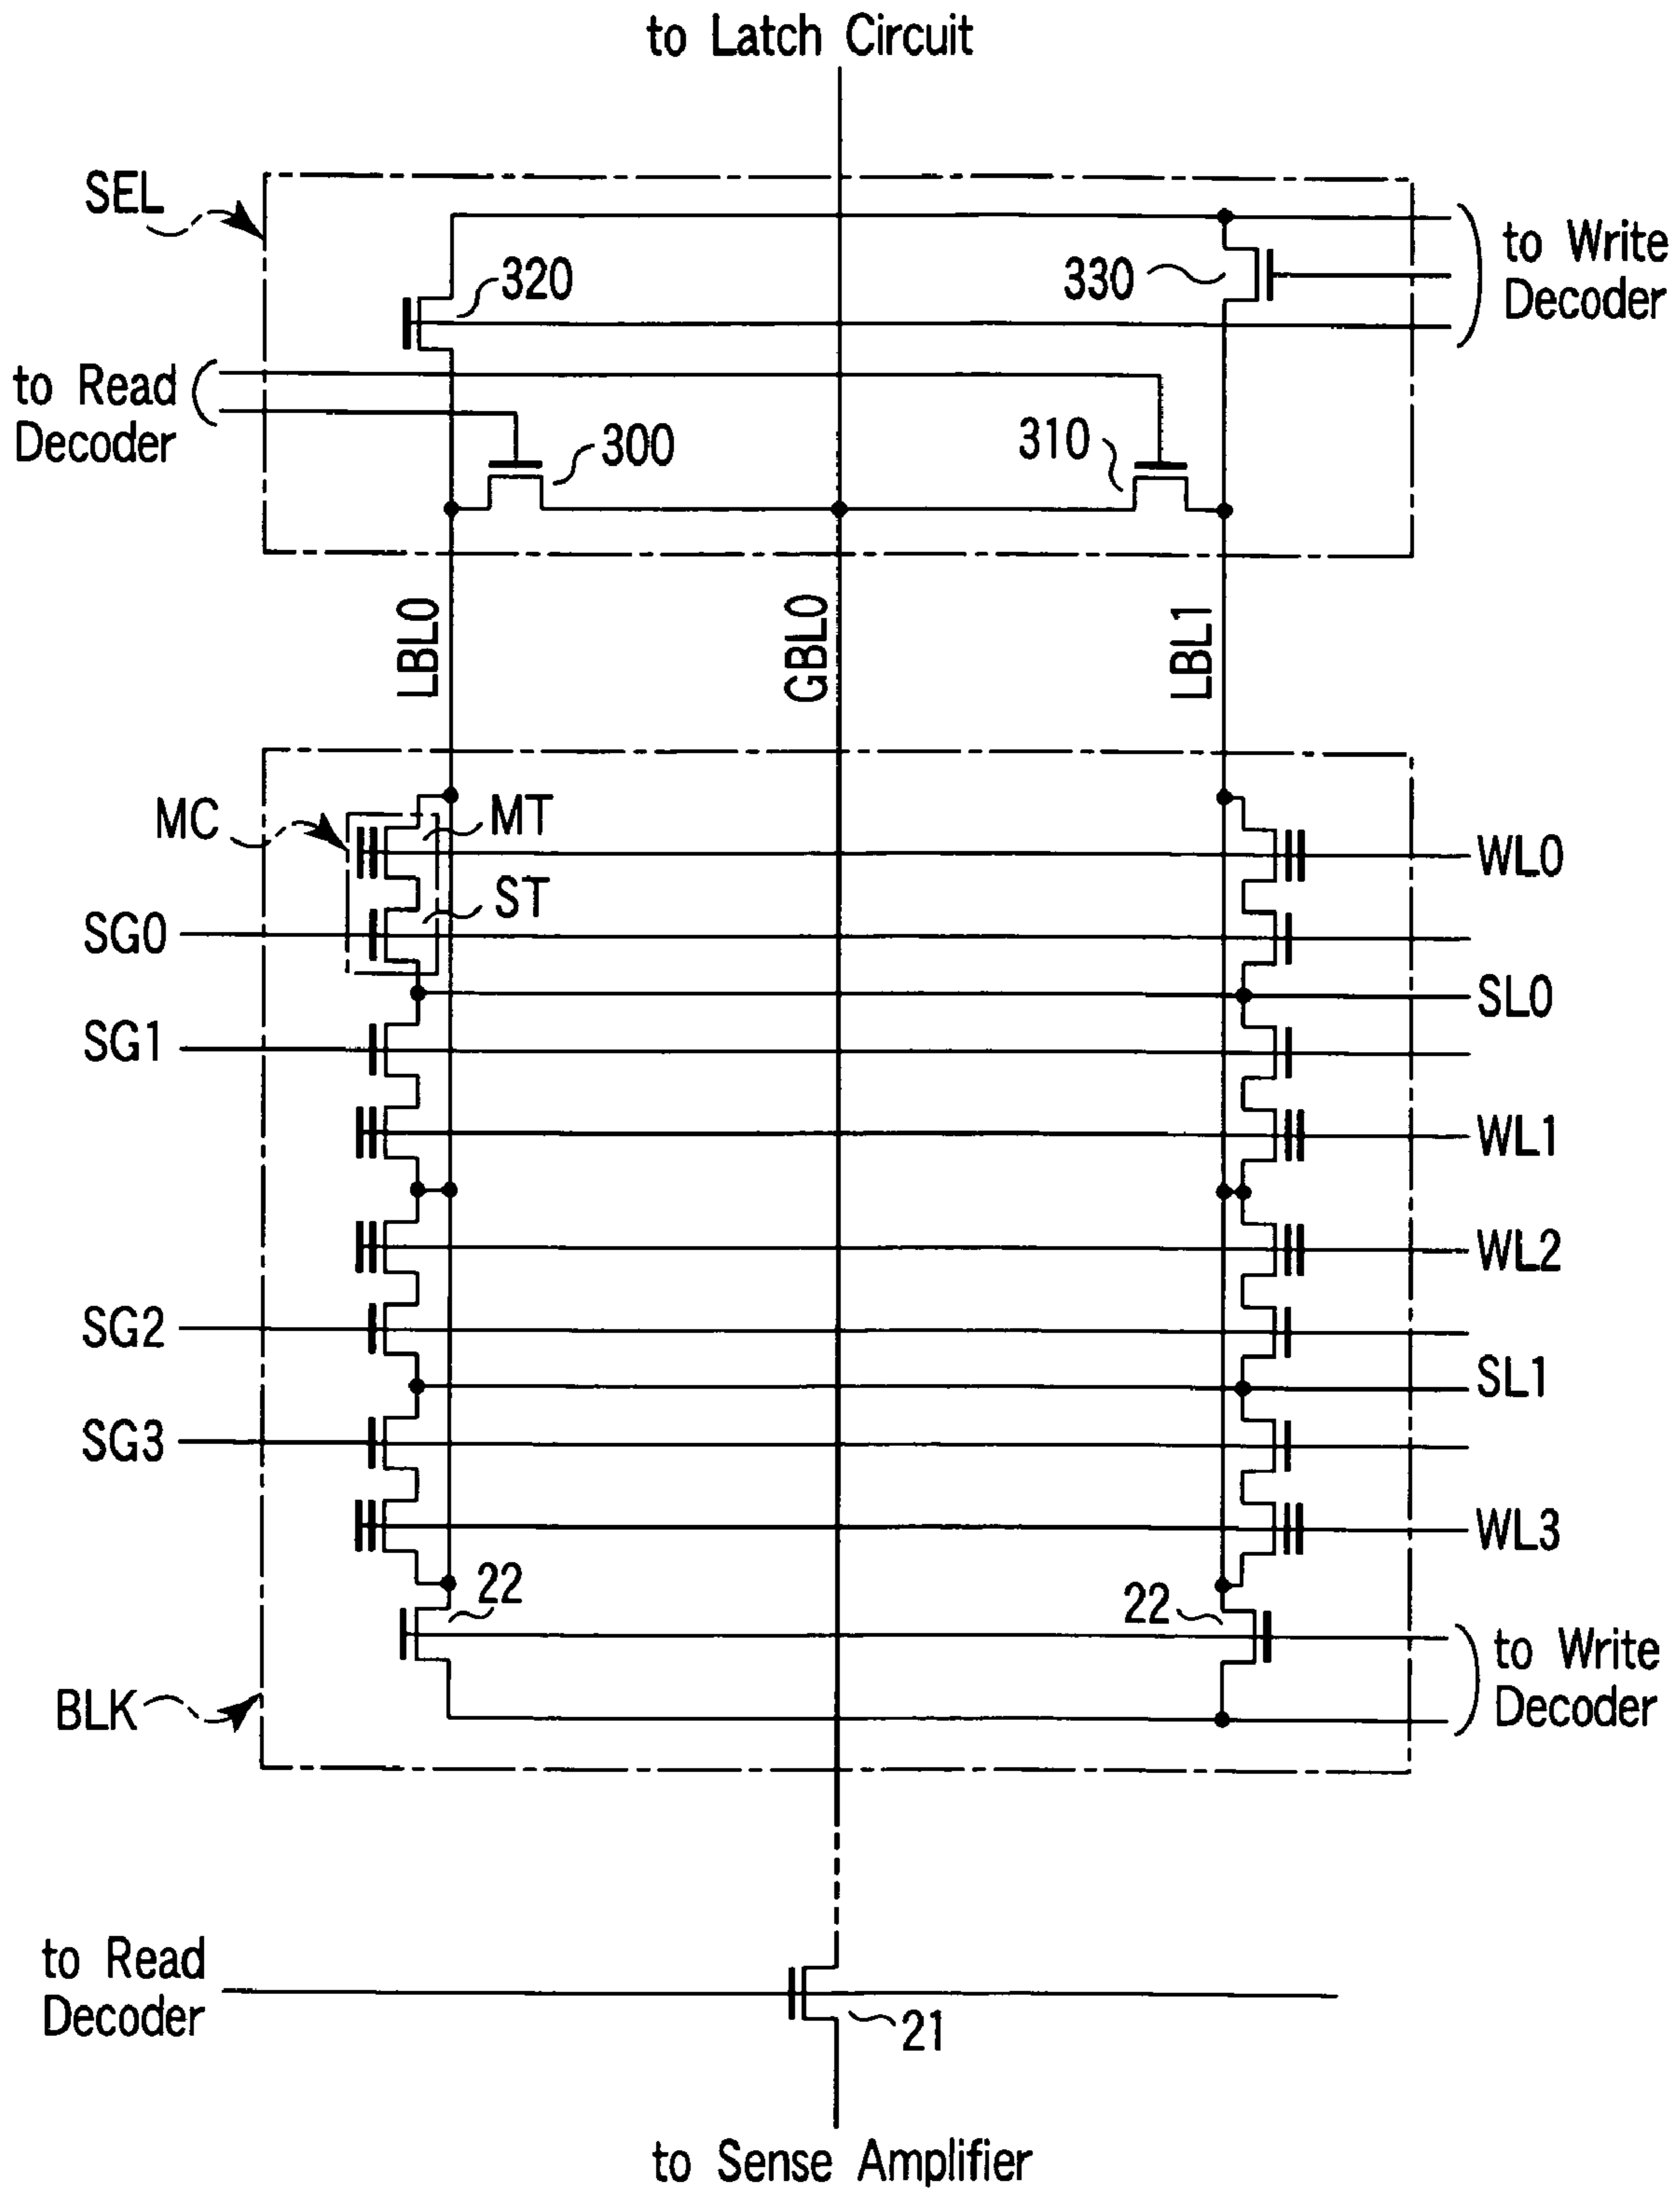 to Latch Circuit
SEL
to Write
Decoder
320
330
to Read
Decoder
300
310
LBL0
GBL0
LBL1
MC
MT
WL0
ST
SG0
SL0
SG1
WL1
WL2
SG2
SL1
SG3
WL3
22
22
to Write
Decoder
BLK
to Read
Decoder
21
to Sense Amplifier